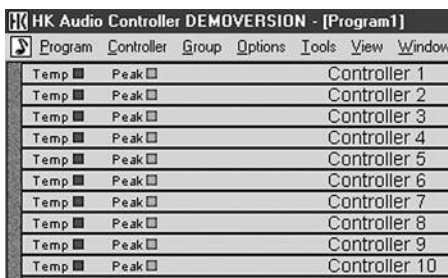 HK HK Audio Controller DEMOVERSION - [Program1]
Program Controller Group Options Tools View Window
Temp Peak Controller 1
Temp Peak Controller 2
Temp Peak Controller 3
Temp Peak Controller 4
Temp Peak Controller 5
Temp Peak Controller 6
Temp Peak Controller 7
Temp Peak Controller 8
Temp Peak Controller 9
Temp Peak Controller 10